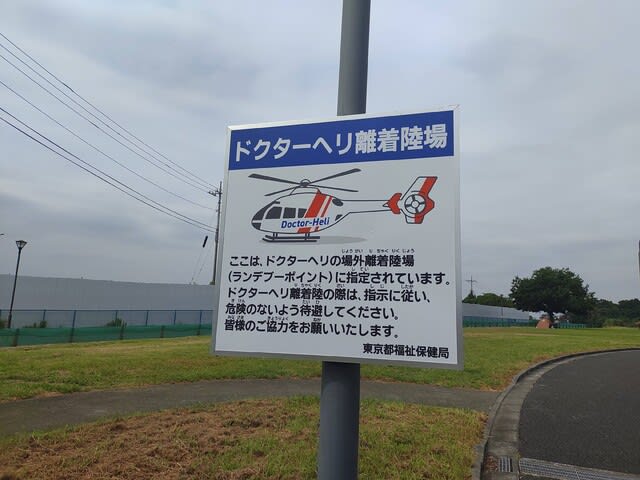 ドクターヘリ離着陸場
Doctor-Heli
ここは、ドクターヘリの場外離着陸場
(ランデブーポイント)に指定されています。
ドクターヘリ離着陸の際は、指示に従い、
危険のないよう待避してください。
皆様のご協力をお願いいたします。
東京都福祉保健局